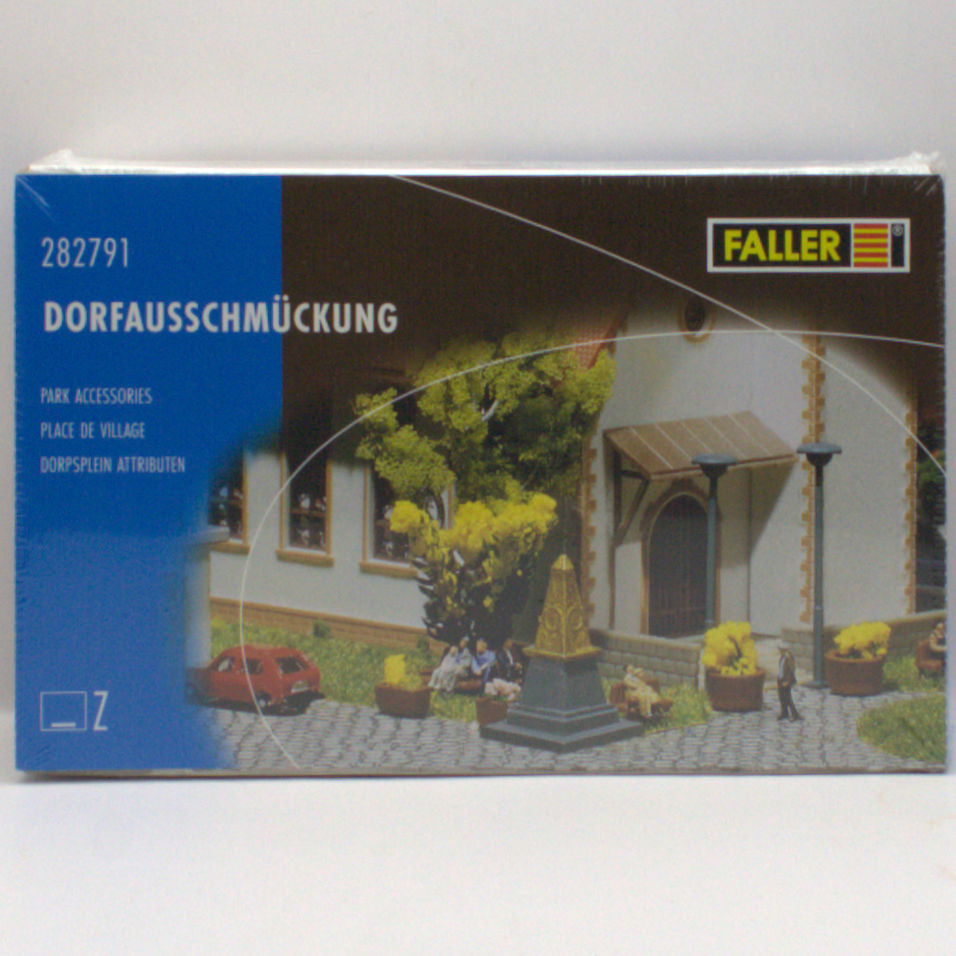 282791
FALLER®
DORFAUSSCHMÜCKUNG
PARK ACCESSORIES
PLACE DE VILLAGE
DORPSPLEIN ATTRIBUTEN
Z